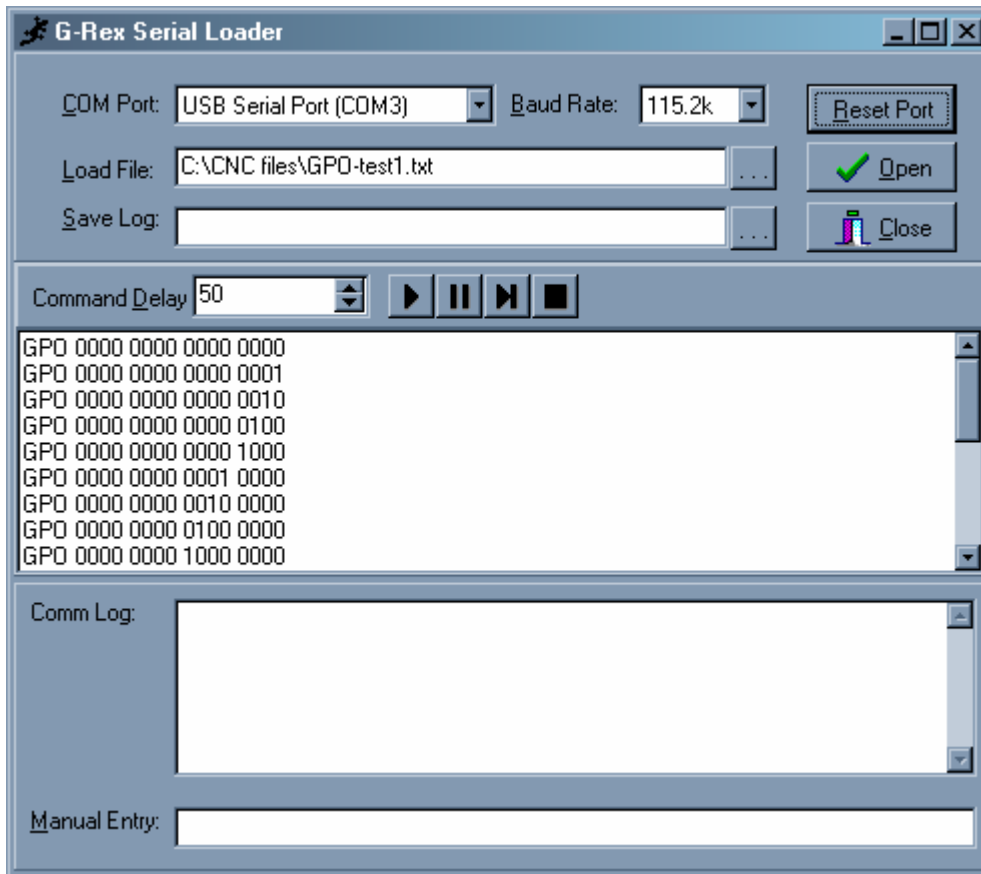 G-Rex Serial Loader
COM Port: USB Serial Port (COM3) Baud Rate: 115.2k Reset Port
Load File: C:\CNC files\GPO-test1.txt ... Open
Save Log: ... Close
Command Delay 50
GPO 0000 0000 0000 0000
GPO 0000 0000 0000 0001
GPO 0000 0000 0000 0010
GPO 0000 0000 0000 0100
GPO 0000 0000 0000 1000
GPO 0000 0000 0001 0000
GPO 0000 0000 0010 0000
GPO 0000 0000 0100 0000
GPO 0000 0000 1000 0000
Comm Log:
Manual Entry: